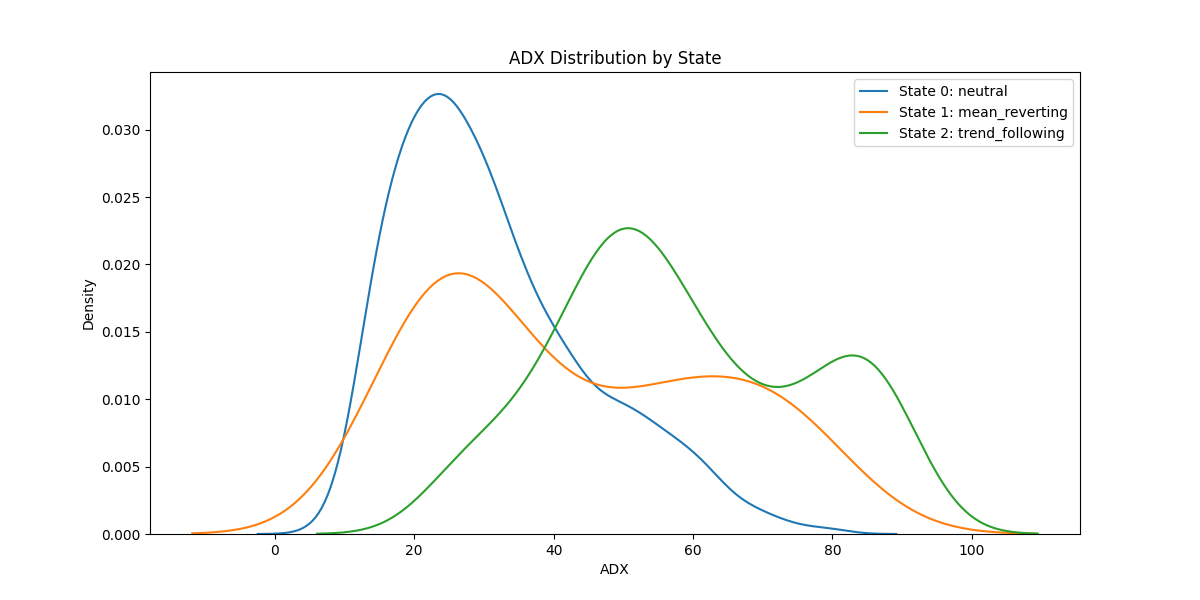 ADX Distribution by State
State 0: neutral
State 1: mean_reverting
State 2: trend_following
Density
0.030
0.025
0.020
0.015
0.010
0.005
0.000
0 20 40 60 80 100
ADX